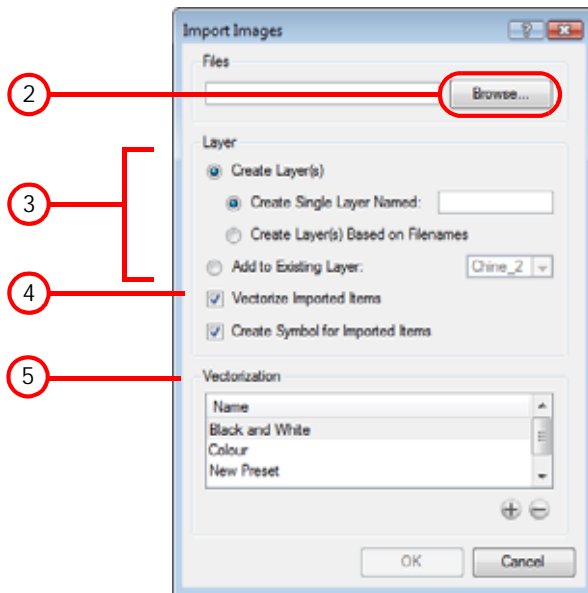 Import Images
Files
2
Browse...
Layer
Create Layer(s)
3
Create Single Layer Named:
Create Layer(s) Based on Filenames
Add to Existing Layer: Chine_2
4
Vectorize Imported Items
Create Symbol for Imported Items
5
Vectorization
Name
Black and White
Colour
New Preset
OK Cancel